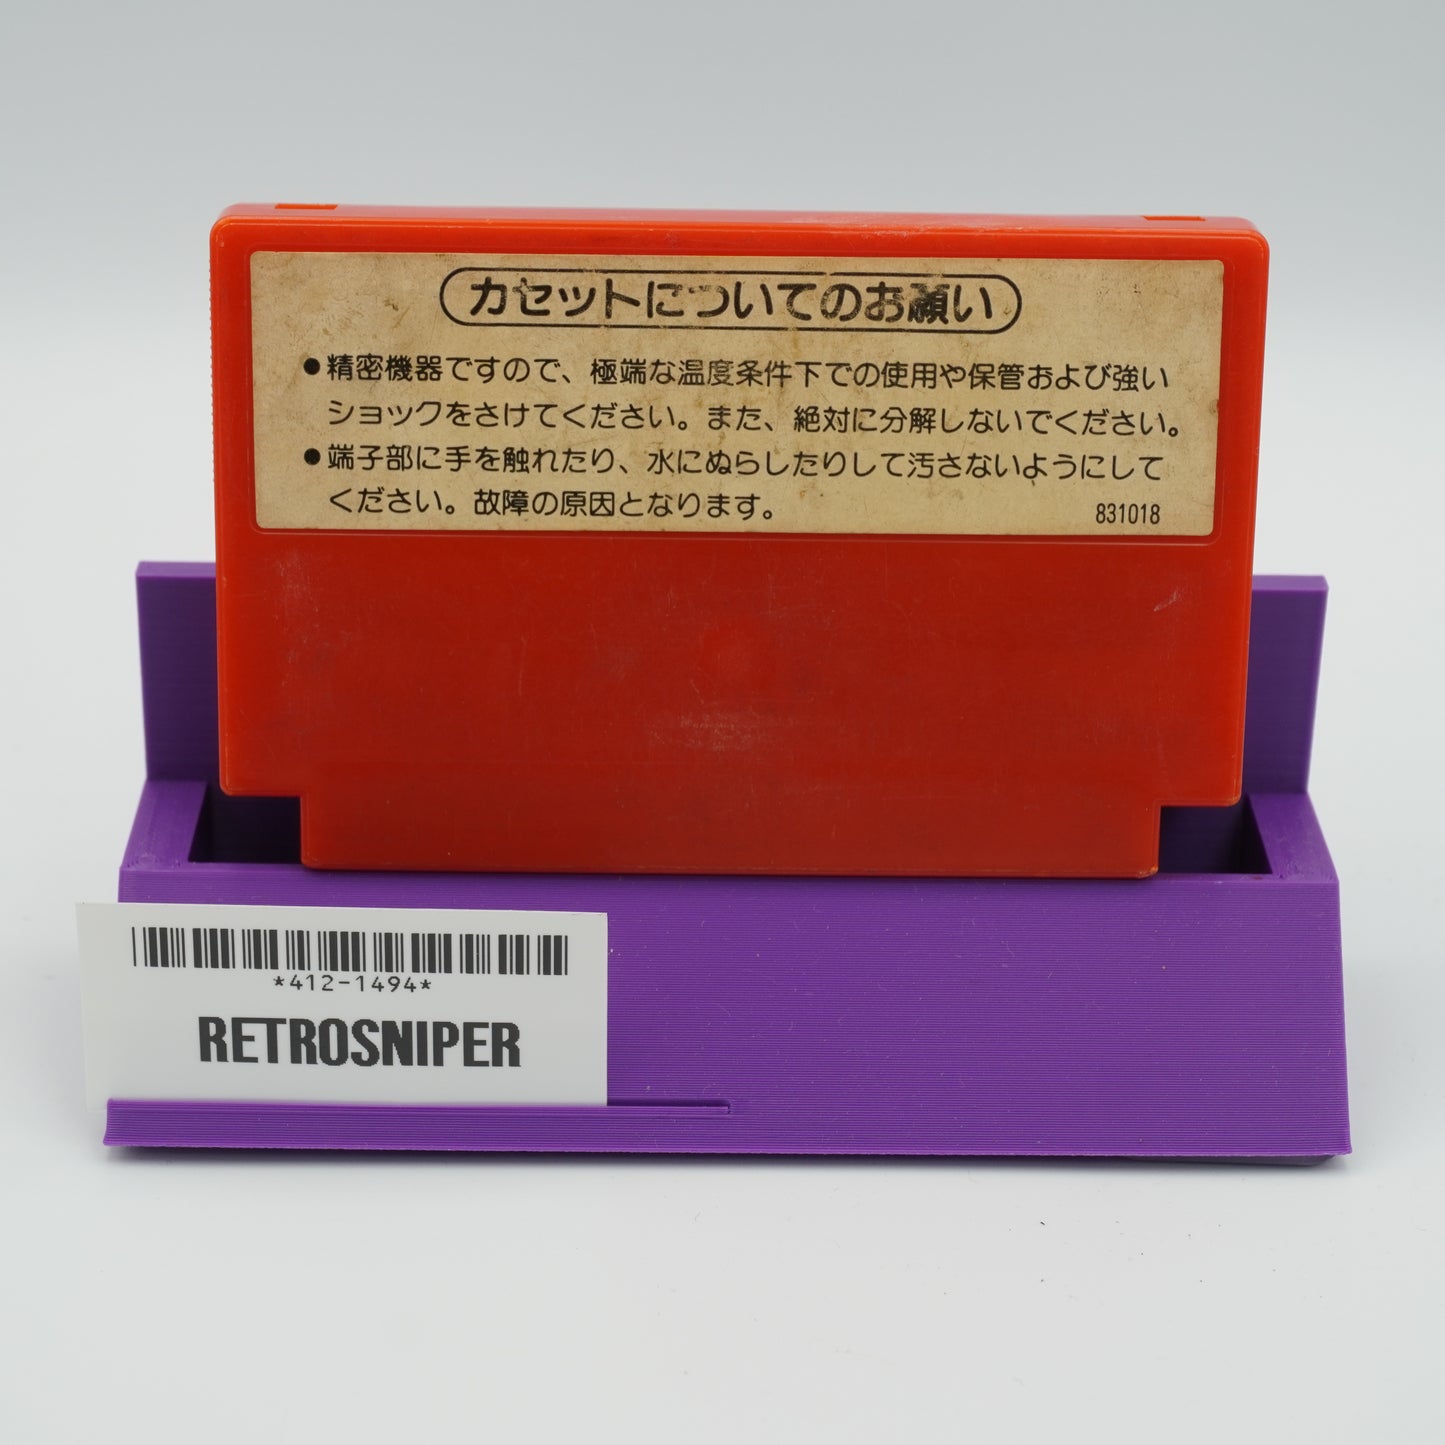 カセットについてのお願い
●精密機器ですので、極端な温度条件下での使用や保管および強い
ショックをさけてください。また、絶対に分解しないでください。
●端子部に手を触れたり、水にぬらしたりして汚さないようにして
ください。故障の原因となります。
831018
*412-1494*
RETROSNIPER